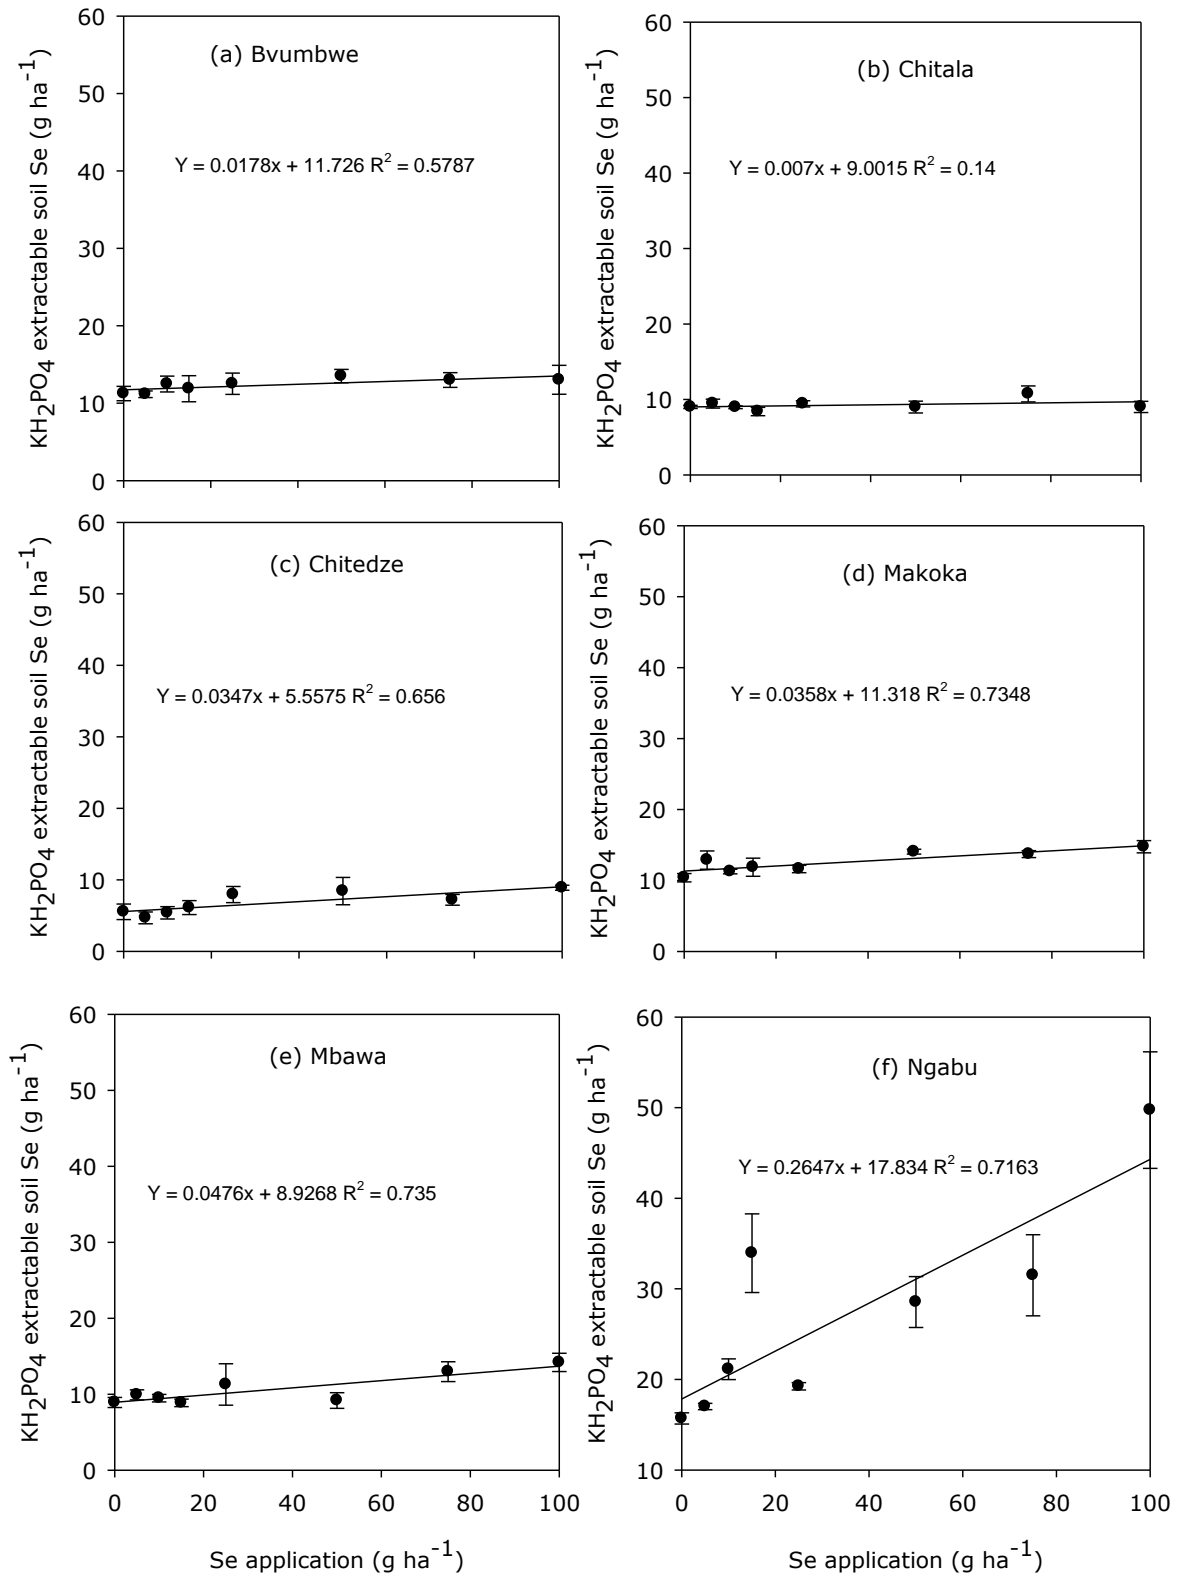 KH2PO4 extractable soil Se (g ha-1)
60
50
40
30
20
10
0
(a) Bvumbwe
Y = 0.0178x + 11.726 R2 = 0.5787
KH2PO4 extractable soil Se (g ha-1)
60
50
40
30
20
10
0
(b) Chitala
Y = 0.007x + 9.0015 R2 = 0.14
KH2PO4 extractable soil Se (g ha-1)
60
50
40
30
20
10
0
(c) Chitedze
Y = 0.0347x + 5.5575 R2 = 0.656
KH2PO4 extractable soil Se (g ha-1)
60
50
40
30
20
10
0
(d) Makoka
Y = 0.0358x + 11.318 R2 = 0.7348
KH2PO4 extractable soil Se (g ha-1)
60
50
40
30
20
10
0
(e) Mbawa
Y = 0.0476x + 8.9268 R2 = 0.735
0 20 40 60 80 100
Se application (g ha-1)
KH2PO4 extractable soil Se (g ha-1)
60
50
40
30
20
10
(f) Ngabu
Y = 0.2647x + 17.834 R2 = 0.7163
0 20 40 60 80 100
Se application (g ha-1)